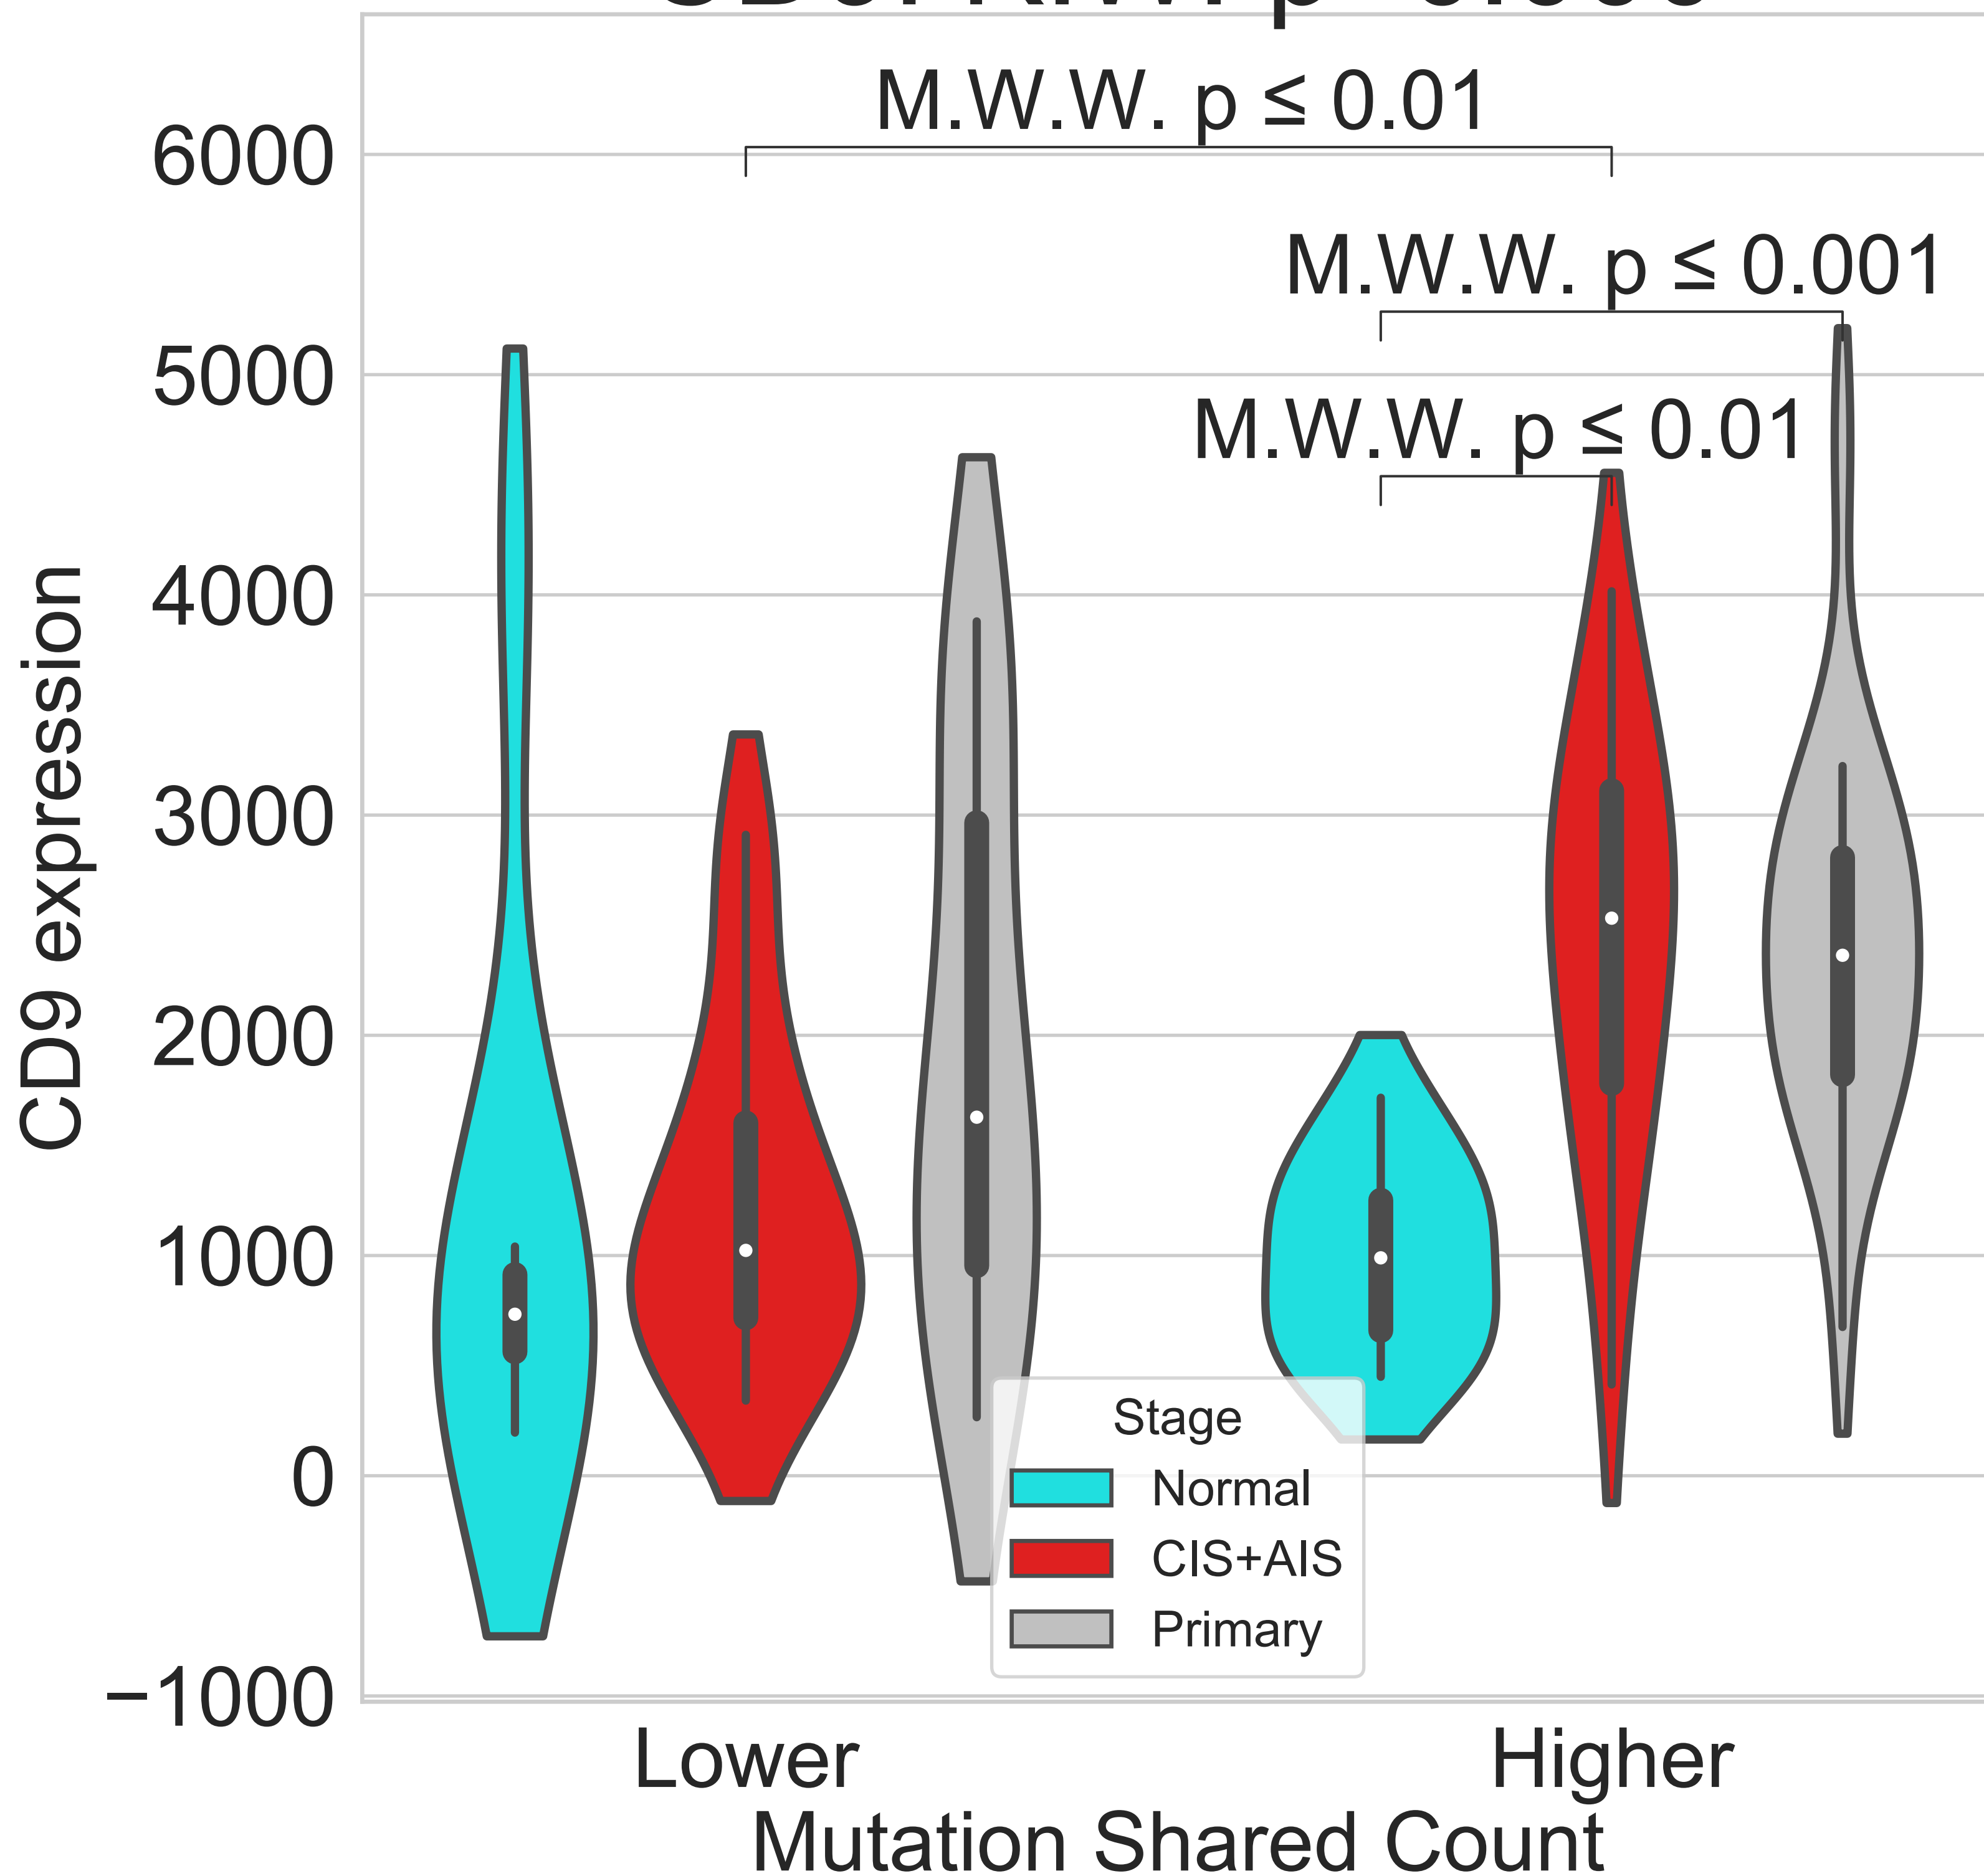 M.W.W. p ≤ 0.01
6000
M.W.W. p ≤ 0.001
5000
M.W.W. p ≤ 0.01
4000
CD9 expression
3000
2000
1000
0
−1000
Stage
Normal
CIS+AIS
Primary
Lower
Higher
Mutation Shared Count